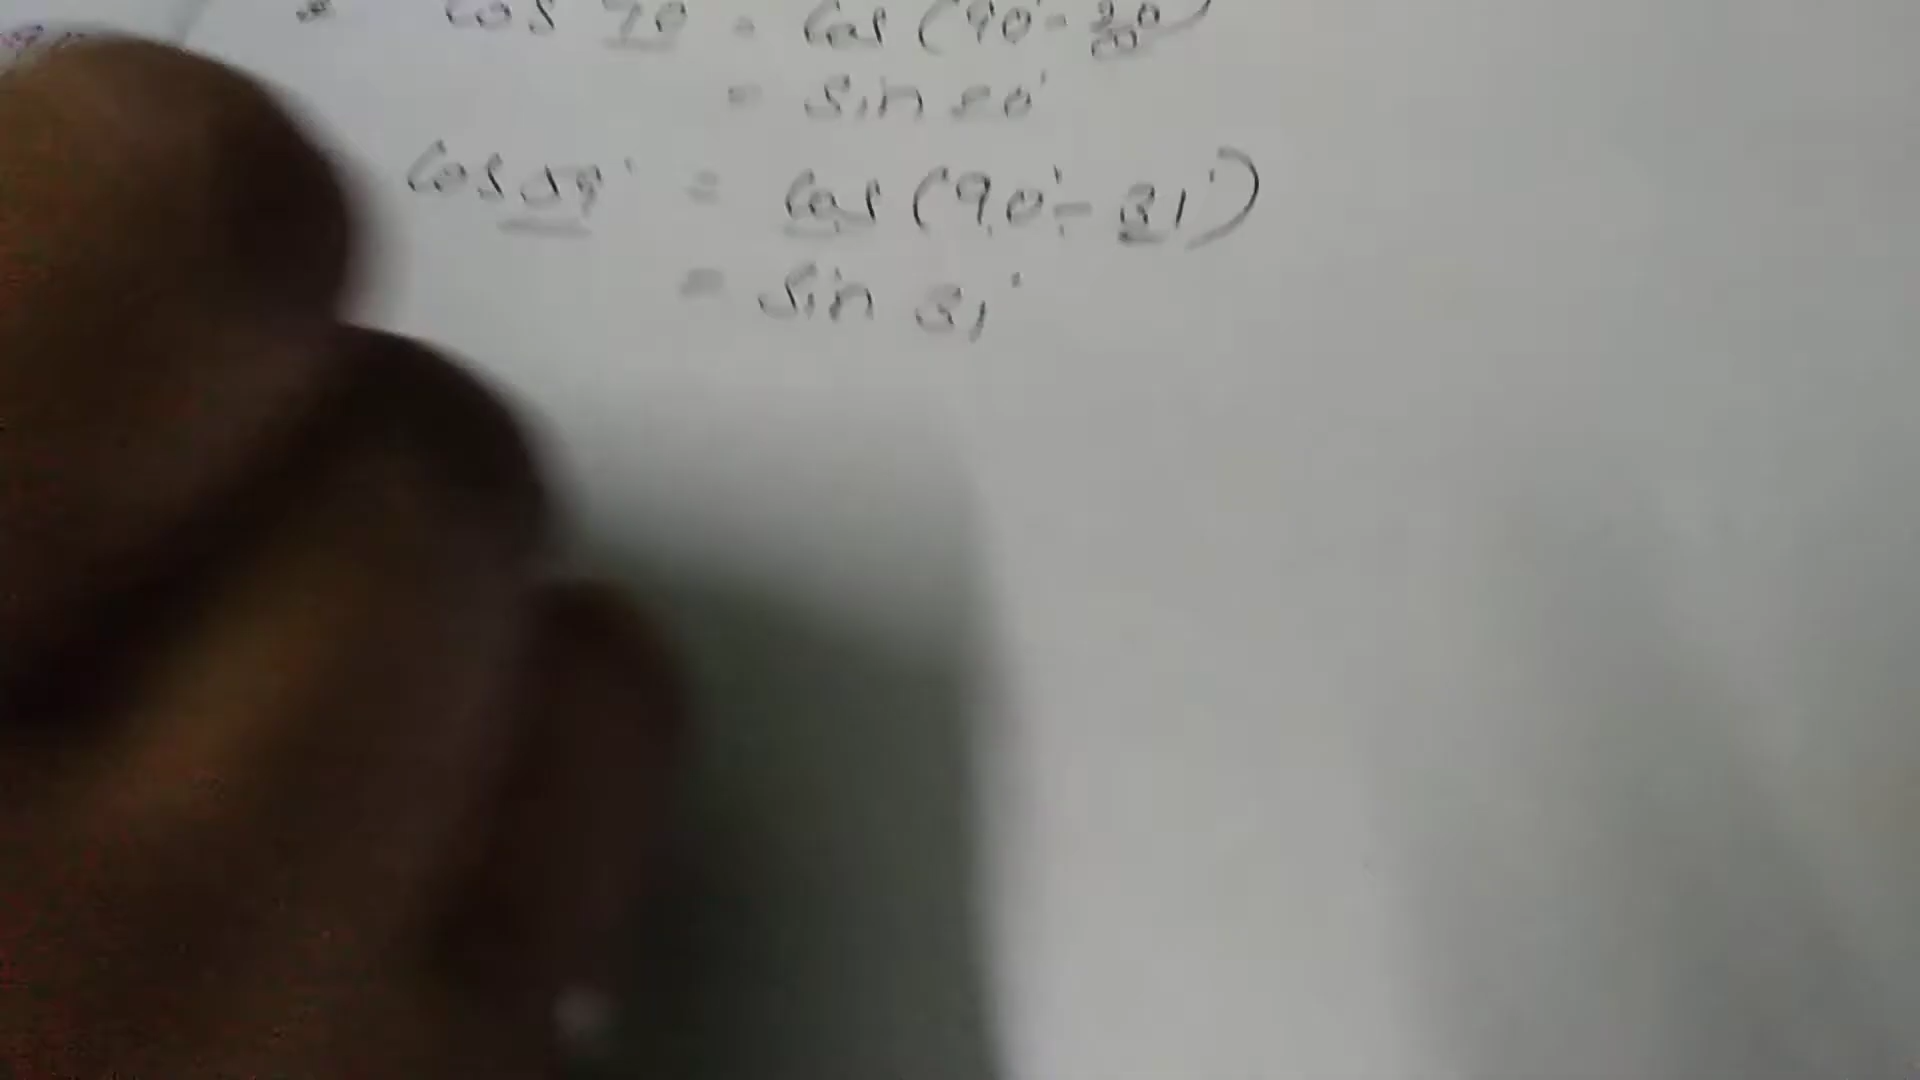 cos 70 = cos (90° - 20
= sin 20°
cos 59° = cos (90° - 31°)
= sin 31°